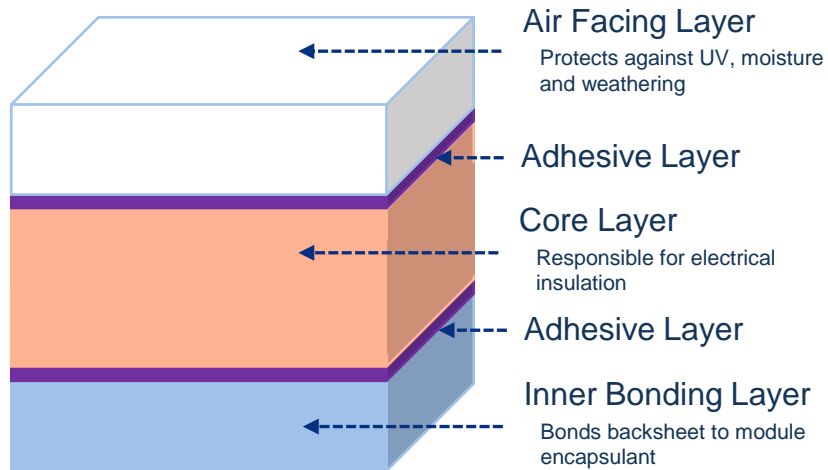 Air Facing Layer
Protects against UV, moisture
and weathering
Adhesive Layer
Core Layer
Responsible for electrical
insulation
Adhesive Layer
Inner Bonding Layer
Bonds backsheet to module
encapsulant